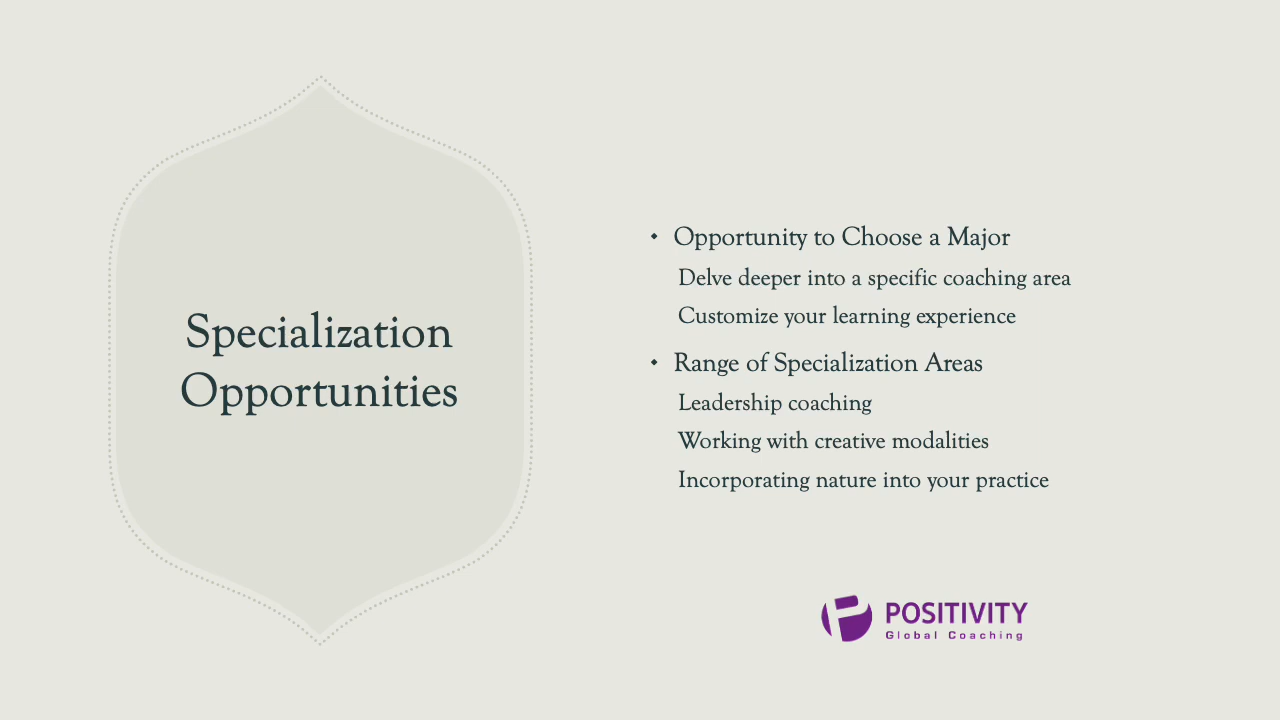 Specialization
Opportunities
• Opportunity to Choose a Major
Delve deeper into a specific coaching area
Customize your learning experience
• Range of Specialization Areas
Leadership coaching
Working with creative modalities
Incorporating nature into your practice
POSITIVITY
Global Coaching